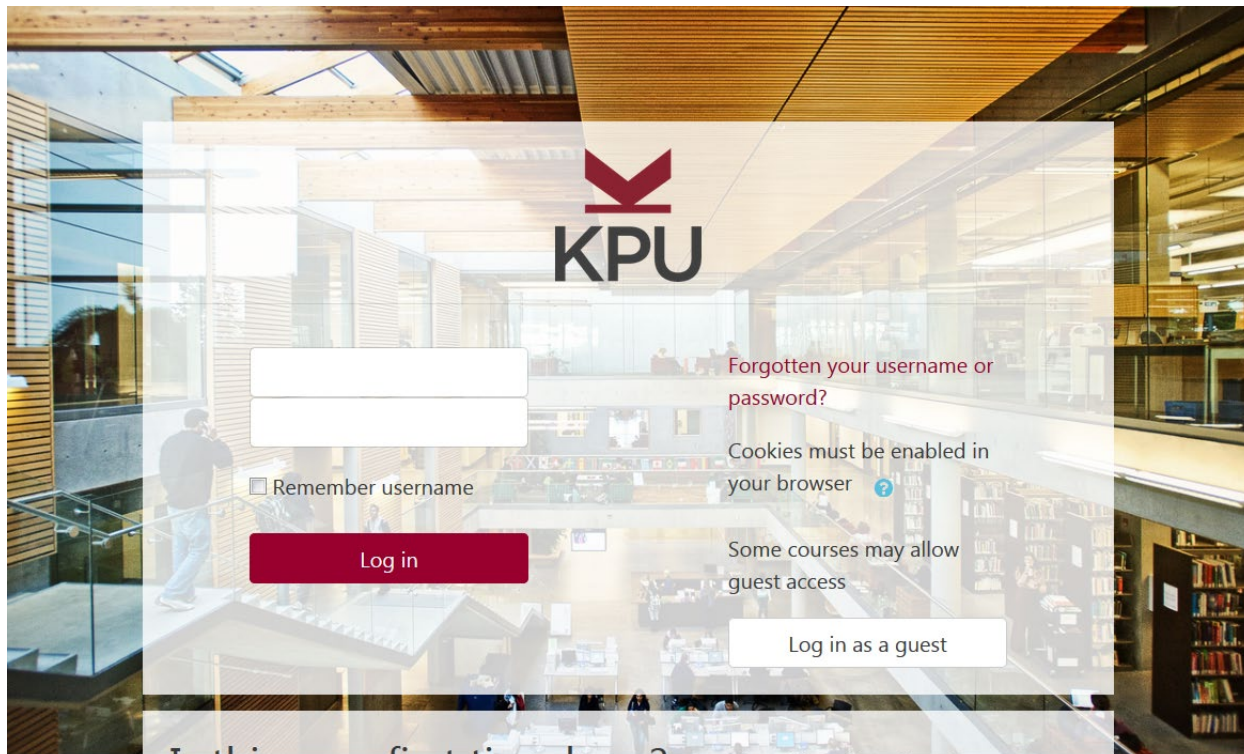 KPU
Remember username
Log in
Forgotten your username or
password?
Cookies must be enabled in
your browser ?
Some courses may allow
guest access
Log in as a guest